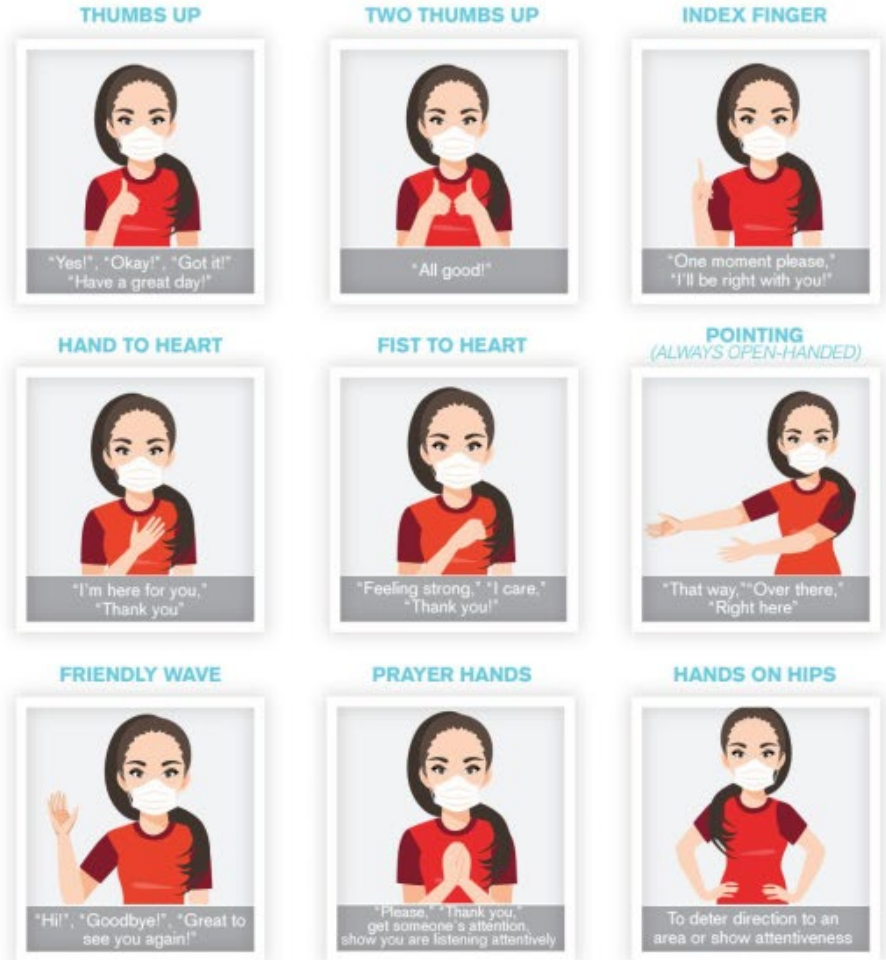 THUMBS UP
TWO THUMBS UP
INDEX FINGER
"Yes!", "Okay!", "Got it!"
"Have a great day!"
"All good!"
"One moment please,"
"I'll be right with you!"
HAND TO HEART
FIST TO HEART
POINTING
(ALWAYS OPEN-HANDED)
"I'm here for you,"
"Thank you"
"Feeling strong," "I care,"
"Thank you!"
"That way,""Over there,"
"Right here"
FRIENDLY WAVE
PRAYER HANDS
HANDS ON HIPS
"Hi!", "Goodbye!", "Great to
see you again!"
"Please," "Thank you,"
get someone's attention,
show you are listening attentively
To deter direction to an
area or show attentiveness